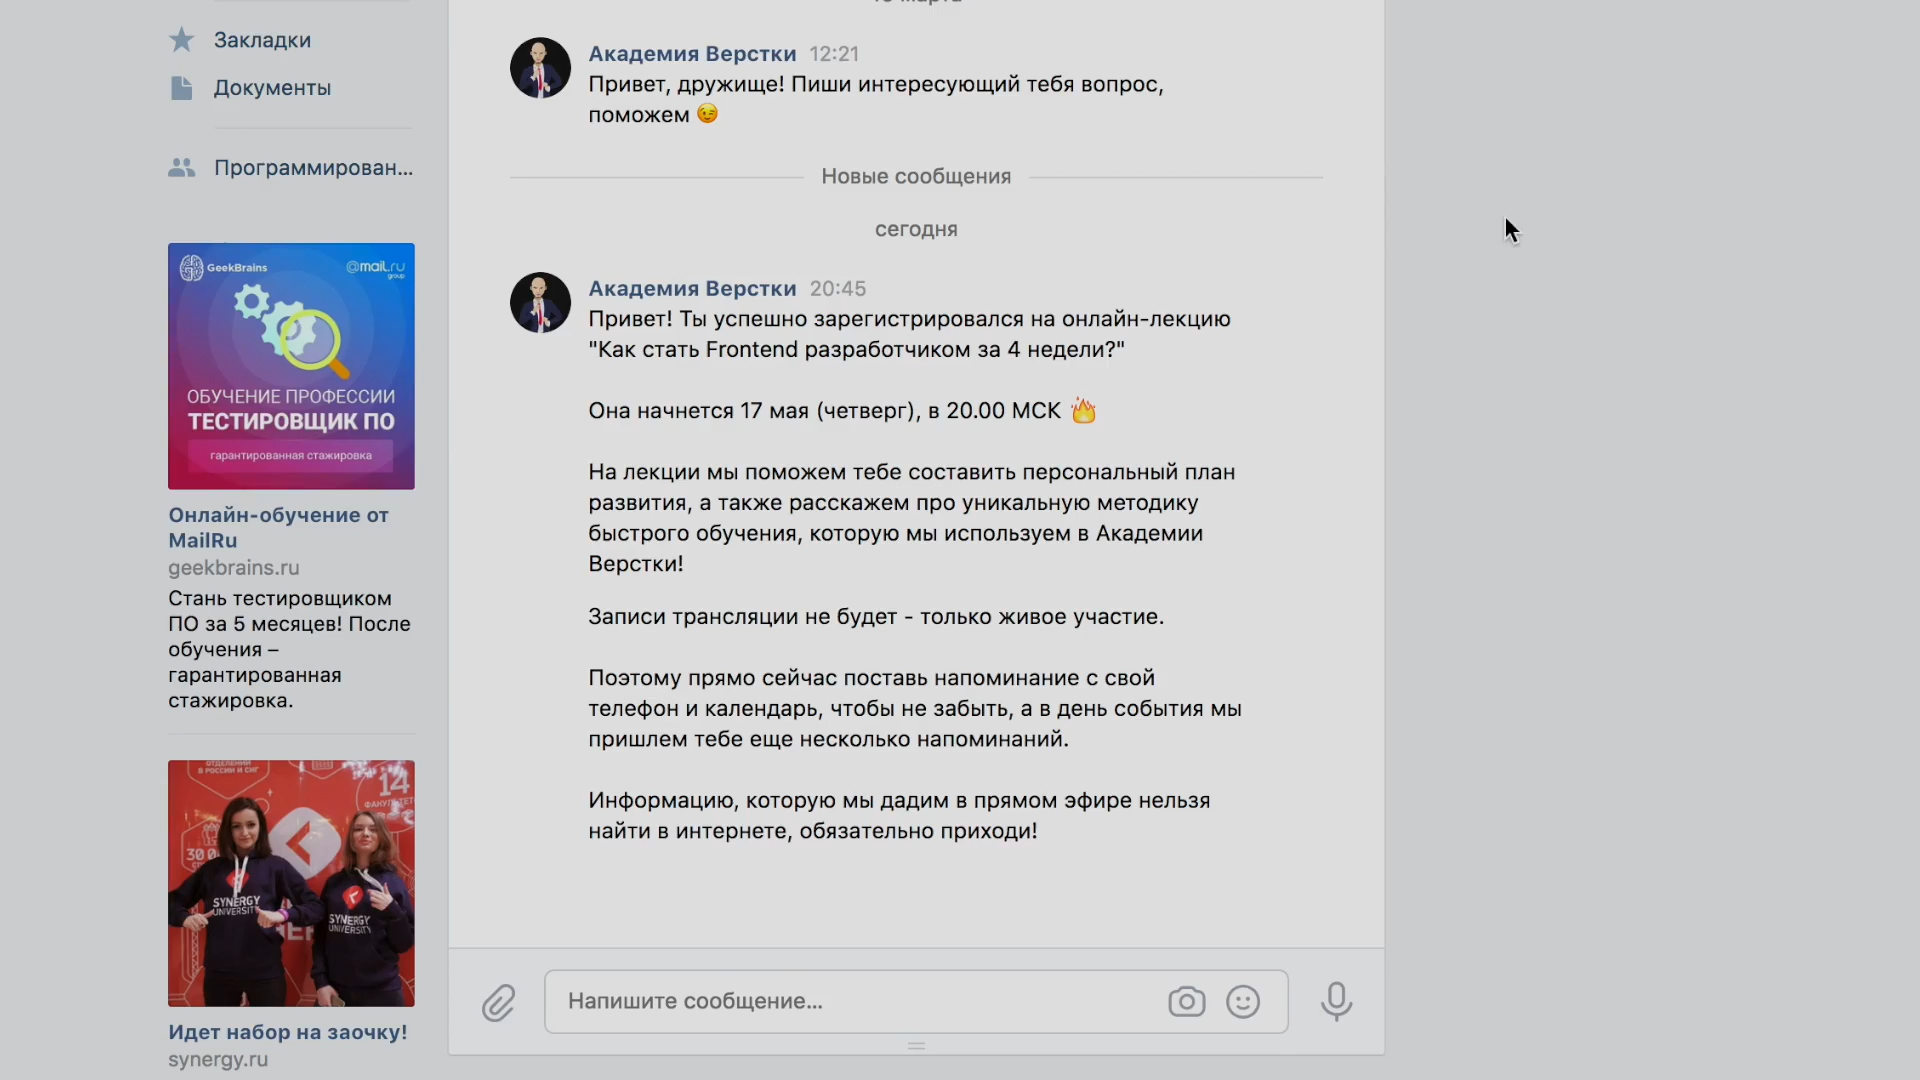 Закладки
Документы
Программирован...
GeekBrains
@mail.ru
group
ОБУЧЕНИЕ ПРОФЕССИИ
ТЕСТИРОВЩИК ПО
гарантированная стажировка
Онлайн-обучение от
MailRu
geekbrains.ru
Стань тестировщиком
ПО за 5 месяцев! После
обучения –
гарантированная
стажировка.
В РОССИИ И СНГ
14
SYNERGY
UNIVERSITY
SYNERGY
UNIVERSITY
Идет набор на заочку!
synergy.ru
Академия Верстки 12:21
Привет, дружище! Пиши интересующий тебя вопрос,
поможем 😉
Новые сообщения
сегодня
Академия Верстки 20:45
Привет! Ты успешно зарегистрировался на онлайн-лекцию
"Как стать Frontend разработчиком за 4 недели?"
Она начнется 17 мая (четверг), в 20.00 МСК 🔥
На лекции мы поможем тебе составить персональный план
развития, а также расскажем про уникальную методику
быстрого обучения, которую мы используем в Академии
Верстки!
Записи трансляции не будет - только живое участие.
Поэтому прямо сейчас поставь напоминание с свой
телефон и календарь, чтобы не забыть, а в день события мы
пришлем тебе еще несколько напоминаний.
Информацию, которую мы дадим в прямом эфире нельзя
найти в интернете, обязательно приходи!
Напишите сообщение...